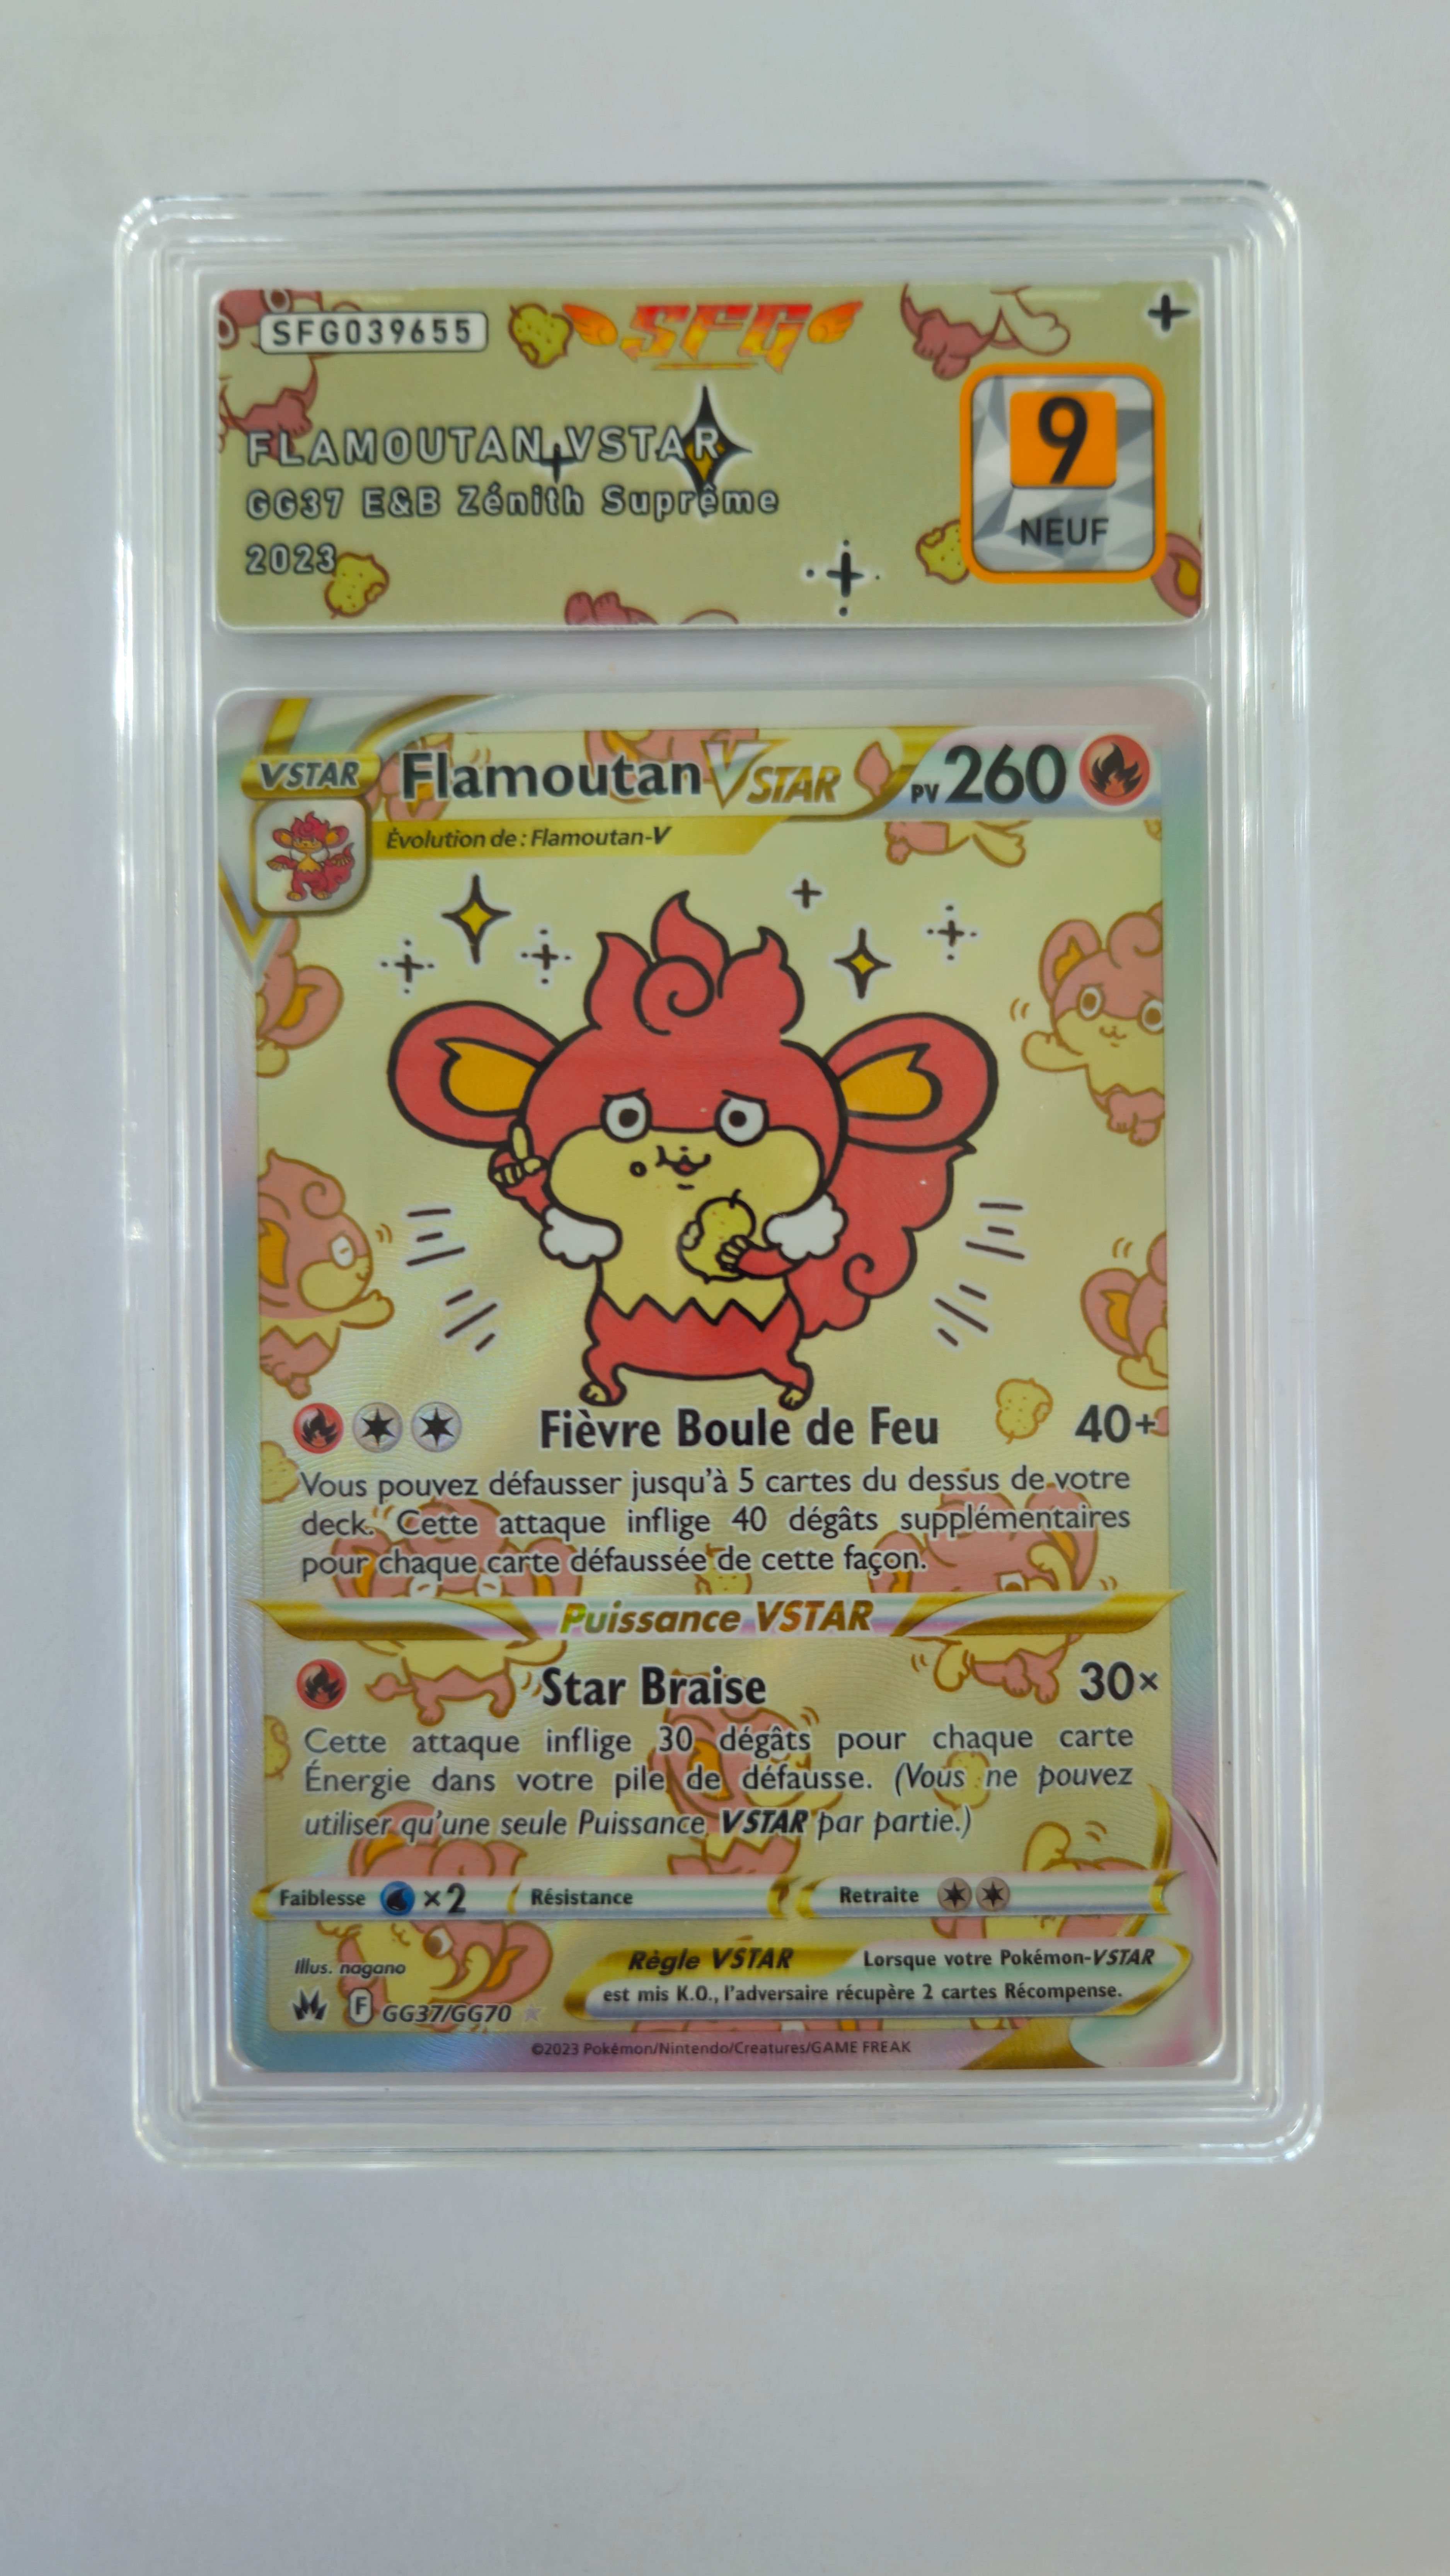 SFG039655
SFG
9
NEUF
FLAMOUTAN VSTAR
GG37 E&B Zénith Suprême
2023
VSTAR
Flamoutan VSTAR PV 260
Évolution de : Flamoutan-V
Fièvre Boule de Feu 40+
Vous pouvez défausser jusqu'à 5 cartes du dessus de votre
deck. Cette attaque inflige 40 dégâts supplémentaires
pour chaque carte défaussée de cette façon.
Puissance VSTAR
Star Braise 30×
Cette attaque inflige 30 dégâts pour chaque carte
Énergie dans votre pile de défausse. (Vous ne pouvez
utiliser qu'une seule Puissance VSTAR par partie.)
Faiblesse ×2 Résistance Retraite
Illus. nagano
Règle VSTAR Lorsque votre Pokémon-VSTAR
est mis K.O., l'adversaire récupère 2 cartes Récompense.
F GG37/GG70
©2023 Pokémon/Nintendo/Creatures/GAME FREAK